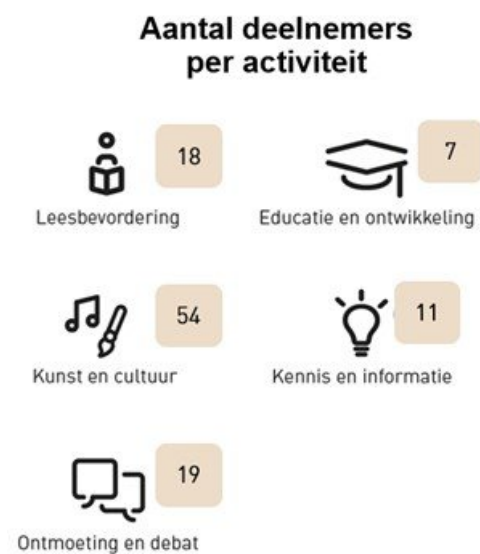 Aantal deelnemers
per activiteit
18
Leesbevordering
7
Educatie en ontwikkeling
54
Kunst en cultuur
11
Kennis en informatie
19
Ontmoeting en debat